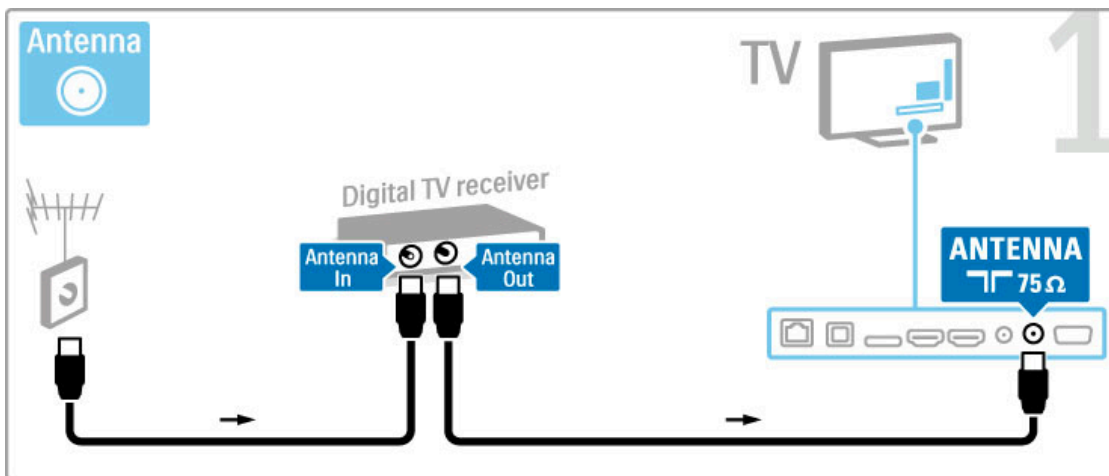 Antenna
TV
1
Digital TV receiver
Antenna
In
Antenna
Out
ANTENNA
75 Ω